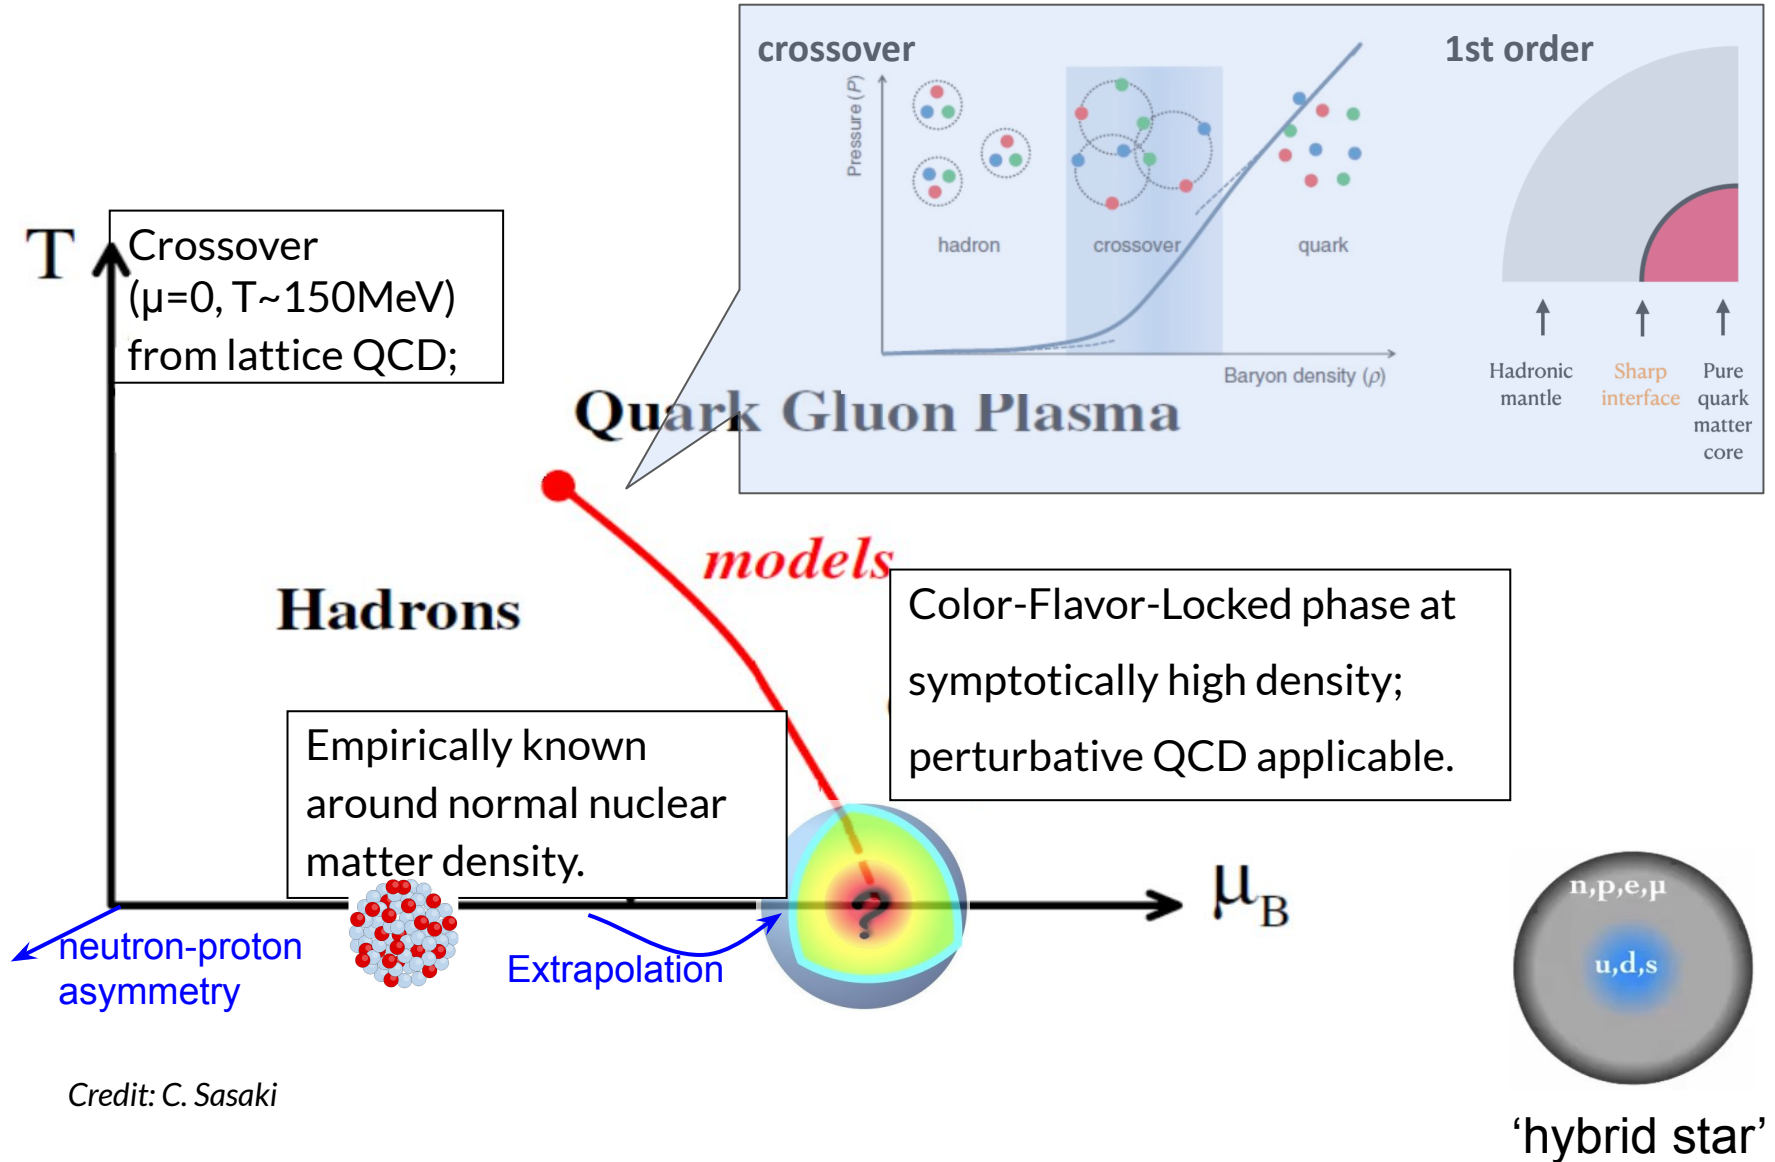 crossover
1st order
Pressure (P)
hadron
crossover
quark
Baryon density (ρ)
Hadronic
mantle
Sharp
interface
Pure
quark
matter
core
T
Crossover
(μ=0, T~150MeV)
from lattice QCD;
Quark Gluon Plasma
models
Hadrons
Color-Flavor-Locked phase at
symptotically high density;
perturbative QCD applicable.
Empirically known
around normal nuclear
matter density.
?
μB
neutron-proton
asymmetry
Extrapolation
n,p,e,μ
u,d,s
Credit: C. Sasaki
‘hybrid star’